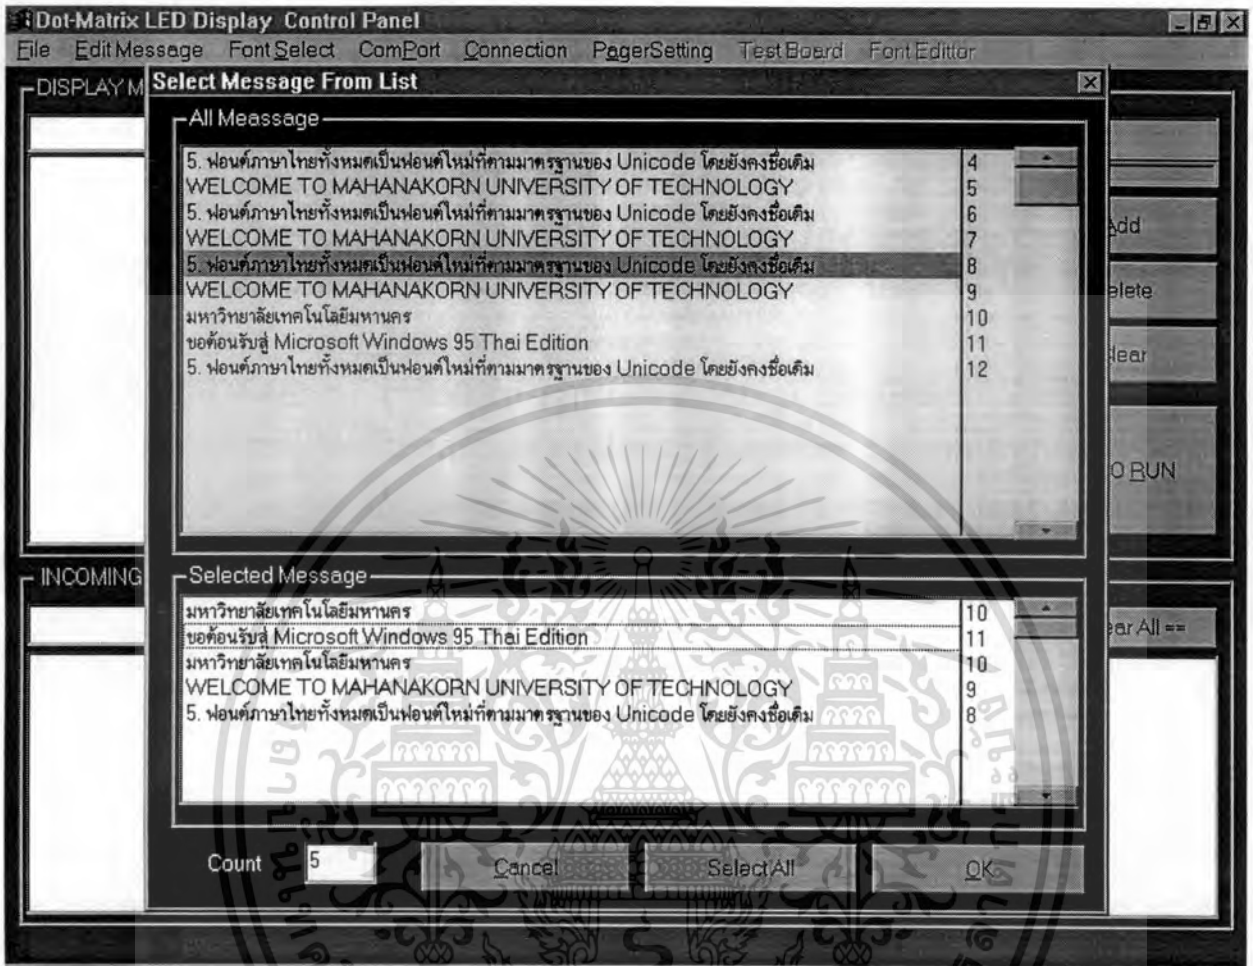 Dot-Matrix LED Display Control Panel
File Edit Message Font Select ComPort Connection PagerSetting Test Board Font Edittor
DISPLAY M
Select Message From List
All Meassage
5. ฟอนต์ภาษาไทยทั้งหมดเป็นฟอนต์ใหม่ที่ตามมาตรฐานของ Unicode โดยยังคงชื่อเดิม 4
WELCOME TO MAHANAKORN UNIVERSITY OF TECHNOLOGY 5
5. ฟอนต์ภาษาไทยทั้งหมดเป็นฟอนต์ใหม่ที่ตามมาตรฐานของ Unicode โดยยังคงชื่อเดิม 6
WELCOME TO MAHANAKORN UNIVERSITY OF TECHNOLOGY 7
5. ฟอนต์ภาษาไทยทั้งหมดเป็นฟอนต์ใหม่ที่ตามมาตรฐานของ Unicode โดยยังคงชื่อเดิม 8
WELCOME TO MAHANAKORN UNIVERSITY OF TECHNOLOGY 9
มหาวิทยาลัยเทคโนโลยีมหานคร 10
ขอต้อนรับสู่ Microsoft Windows 95 Thai Edition 11
5. ฟอนต์ภาษาไทยทั้งหมดเป็นฟอนต์ใหม่ที่ตามมาตรฐานของ Unicode โดยยังคงชื่อเดิม 12
Add
elete
lear
O RUN
INCOMING
ear All ==
Selected Message
มหาวิทยาลัยเทคโนโลยีมหานคร 10
ขอต้อนรับสู่ Microsoft Windows 95 Thai Edition 11
มหาวิทยาลัยเทคโนโลยีมหานคร 10
WELCOME TO MAHANAKORN UNIVERSITY OF TECHNOLOGY 9
5. ฟอนต์ภาษาไทยทั้งหมดเป็นฟอนต์ใหม่ที่ตามมาตรฐานของ Unicode โดยยังคงชื่อเดิม 8
Count 5 Cancel Select All OK